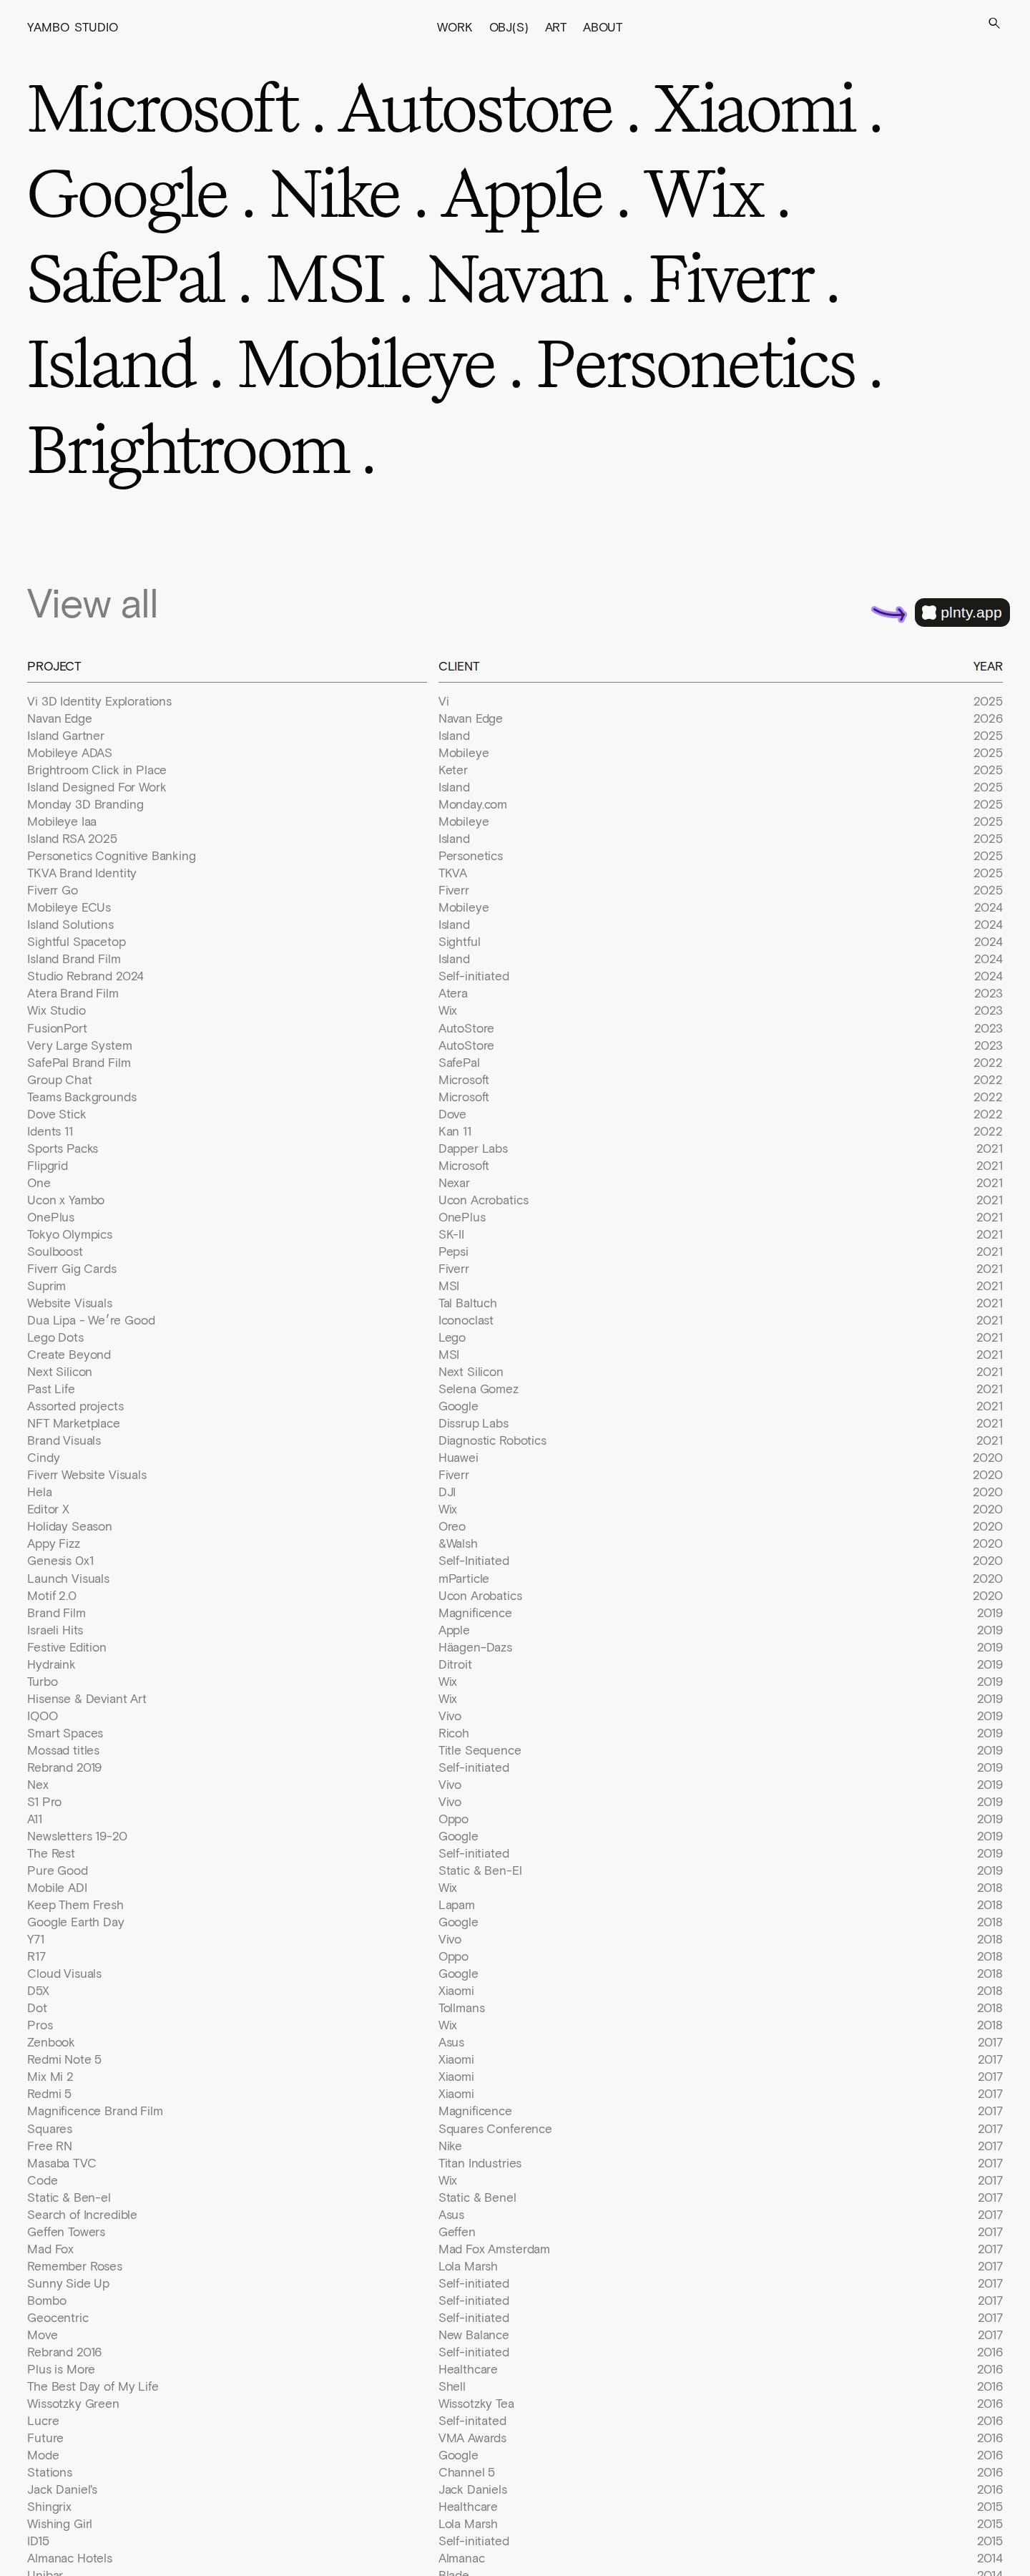 YAMBO STUDIO WORK OBJ(S) ART ABOUT
Microsoft . Autostore . Xiaomi .
Google . Nike . Apple . Wix .
SafePal . MSI . Navan . Fiverr .
Island . Mobileye . Personetics .
Brightroom .
View all
plnty.app
PROJECT CLIENT YEAR
Vi 3D Identity Explorations Vi 2025
Navan Edge Navan Edge 2026
Island Gartner Island 2025
Mobileye ADAS Mobileye 2025
Brightroom Click in Place Keter 2025
Island Designed For Work Island 2025
Monday 3D Branding Monday.com 2025
Mobileye Iaa Mobileye 2025
Island RSA 2025 Island 2025
Personetics Cognitive Banking Personetics 2025
TKVA Brand Identity TKVA 2025
Fiverr Go Fiverr 2025
Mobileye ECUs Mobileye 2024
Island Solutions Island 2024
Sightful Spacetop Sightful 2024
Island Brand Film Island 2024
Studio Rebrand 2024 Self-initiated 2024
Atera Brand Film Atera 2023
Wix Studio Wix 2023
FusionPort AutoStore 2023
Very Large System AutoStore 2023
SafePal Brand Film SafePal 2022
Group Chat Microsoft 2022
Teams Backgrounds Microsoft 2022
Dove Stick Dove 2022
Idents 11 Kan 11 2022
Sports Packs Dapper Labs 2021
Flipgrid Microsoft 2021
One Nexar 2021
Ucon x Yambo Ucon Acrobatics 2021
OnePlus OnePlus 2021
Tokyo Olympics SK-II 2021
Soulboost Pepsi 2021
Fiverr Gig Cards Fiverr 2021
Suprim MSI 2021
Website Visuals Tal Baltuch 2021
Dua Lipa - We′re Good Iconoclast 2021
Lego Dots Lego 2021
Create Beyond MSI 2021
Next Silicon Next Silicon 2021
Past Life Selena Gomez 2021
Assorted projects Google 2021
NFT Marketplace Dissrup Labs 2021
Brand Visuals Diagnostic Robotics 2021
Cindy Huawei 2020
Fiverr Website Visuals Fiverr 2020
Hela DJI 2020
Editor X Wix 2020
Holiday Season Oreo 2020
Appy Fizz &Walsh 2020
Genesis 0x1 Self-Initiated 2020
Launch Visuals mParticle 2020
Motif 2.0 Ucon Arobatics 2020
Brand Film Magnificence 2019
Israeli Hits Apple 2019
Festive Edition Häagen-Dazs 2019
Hydraink Ditroit 2019
Turbo Wix 2019
Hisense & Deviant Art Wix 2019
IQOO Vivo 2019
Smart Spaces Ricoh 2019
Mossad titles Title Sequence 2019
Rebrand 2019 Self-initiated 2019
Nex Vivo 2019
S1 Pro Vivo 2019
A11 Oppo 2019
Newsletters 19-20 Google 2019
The Rest Self-initiated 2019
Pure Good Static & Ben-El 2019
Mobile ADI Wix 2018
Keep Them Fresh Lapam 2018
Google Earth Day Google 2018
Y71 Vivo 2018
R17 Oppo 2018
Cloud Visuals Google 2018
D5X Xiaomi 2018
Dot Tollmans 2018
Pros Wix 2018
Zenbook Asus 2017
Redmi Note 5 Xiaomi 2017
Mix Mi 2 Xiaomi 2017
Redmi 5 Xiaomi 2017
Magnificence Brand Film Magnificence 2017
Squares Squares Conference 2017
Free RN Nike 2017
Masaba TVC Titan Industries 2017
Code Wix 2017
Static & Ben-el Static & Benel 2017
Search of Incredible Asus 2017
Geffen Towers Geffen 2017
Mad Fox Mad Fox Amsterdam 2017
Remember Roses Lola Marsh 2017
Sunny Side Up Self-initiated 2017
Bombo Self-initiated 2017
Geocentric Self-initiated 2017
Move New Balance 2017
Rebrand 2016 Self-initiated 2016
Plus is More Healthcare 2016
The Best Day of My Life Shell 2016
Wissotzky Green Wissotzky Tea 2016
Lucre Self-initated 2016
Future VMA Awards 2016
Mode Google 2016
Stations Channel 5 2016
Jack Daniel's Jack Daniels 2016
Shingrix Healthcare 2015
Wishing Girl Lola Marsh 2015
ID15 Self-initiated 2015
Almanac Hotels Almanac 2014
Unibar Blade 2014